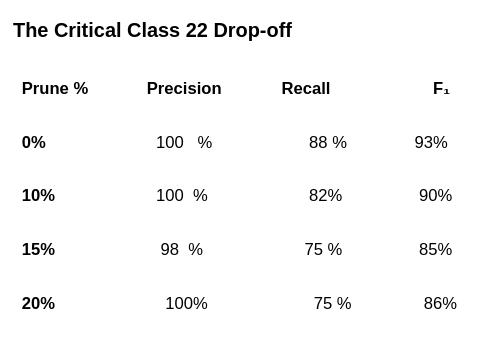 The Critical Class 22 Drop-off
Prune % Precision Recall F₁
0% 100 % 88 % 93%
10% 100 % 82% 90%
15% 98 % 75 % 85%
20% 100% 75 % 86%